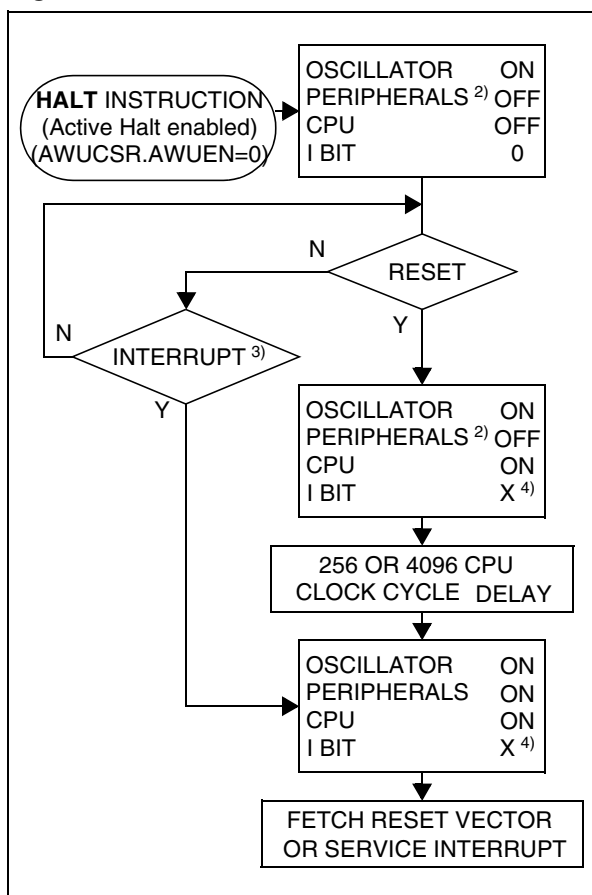 HALT INSTRUCTION
(Active Halt enabled)
(AWUCSR.AWUEN=0)
OSCILLATOR ON
PERIPHERALS 2) OFF
CPU OFF
I BIT 0
RESET
N
Y
INTERRUPT 3)
N
Y
OSCILLATOR ON
PERIPHERALS 2) OFF
CPU ON
I BIT X 4)
256 OR 4096 CPU
CLOCK CYCLE DELAY
OSCILLATOR ON
PERIPHERALS ON
CPU ON
I BIT X 4)
FETCH RESET VECTOR
OR SERVICE INTERRUPT